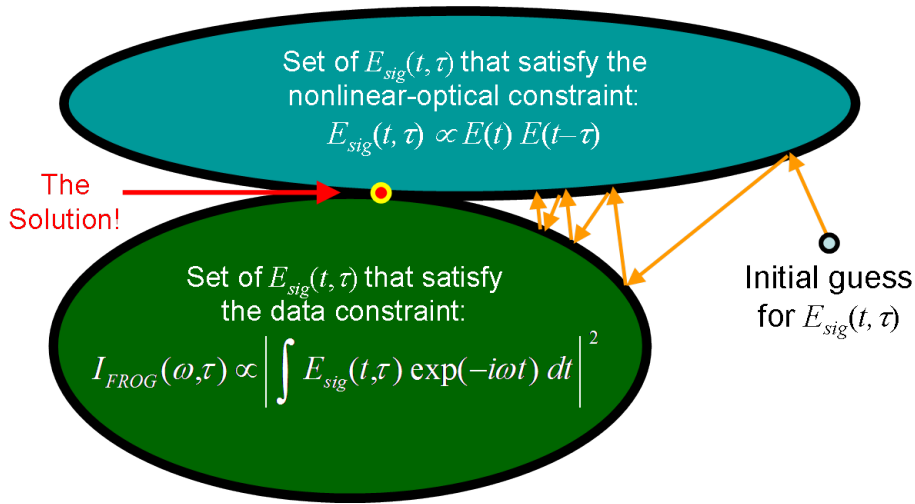 Set of E_sig(t, τ) that satisfy the
nonlinear-optical constraint:
E_sig(t, τ) ∝ E(t) E(t–τ)
The
Solution!
Initial guess
for E_sig(t, τ)
Set of E_sig(t, τ) that satisfy
the data constraint:
I_FROG(ω,τ) ∝ |∫ E_sig(t,τ) exp(−iωt) dt|²